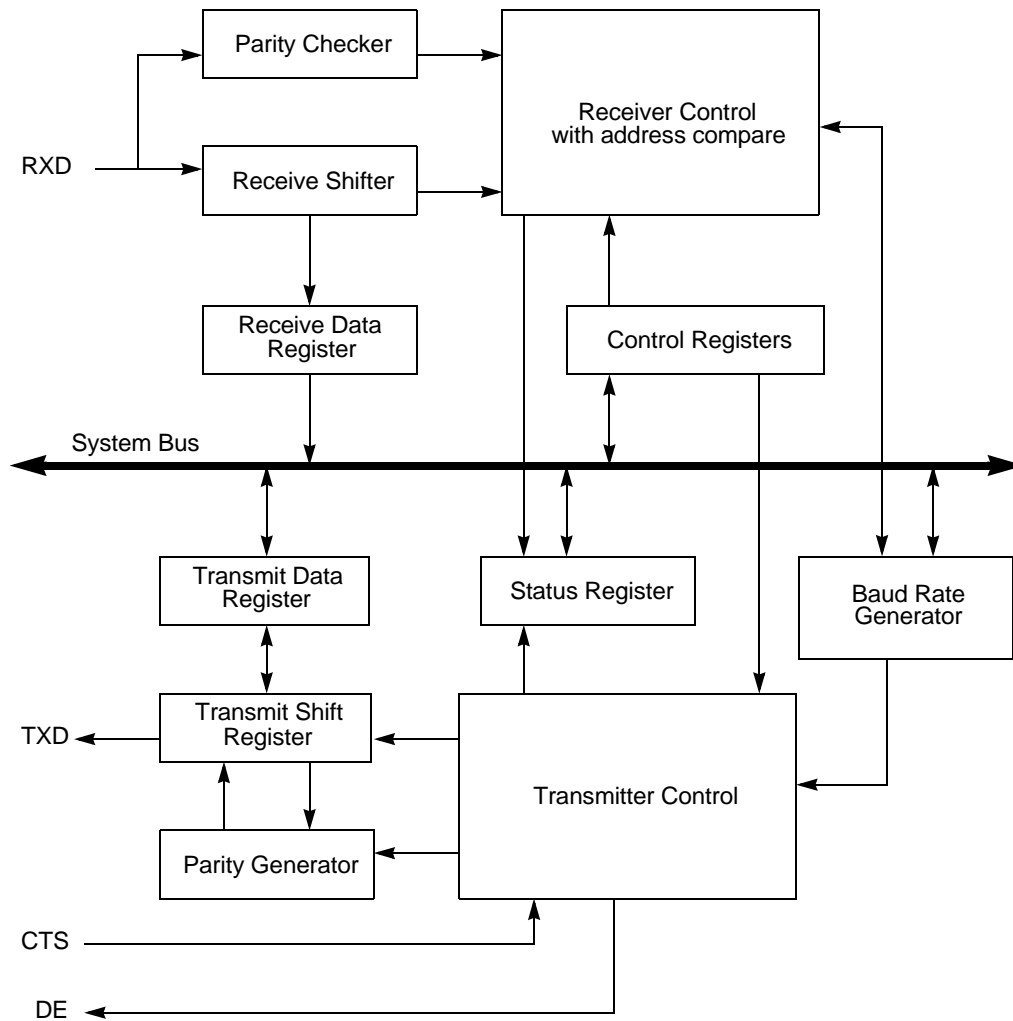 Parity Checker
Receiver Control
with address compare
RXD
Receive Shifter
Receive Data
Register
Control Registers
System Bus
Transmit Data
Register
Status Register
Baud Rate
Generator
TXD
Transmit Shift
Register
Transmitter Control
Parity Generator
CTS
DE